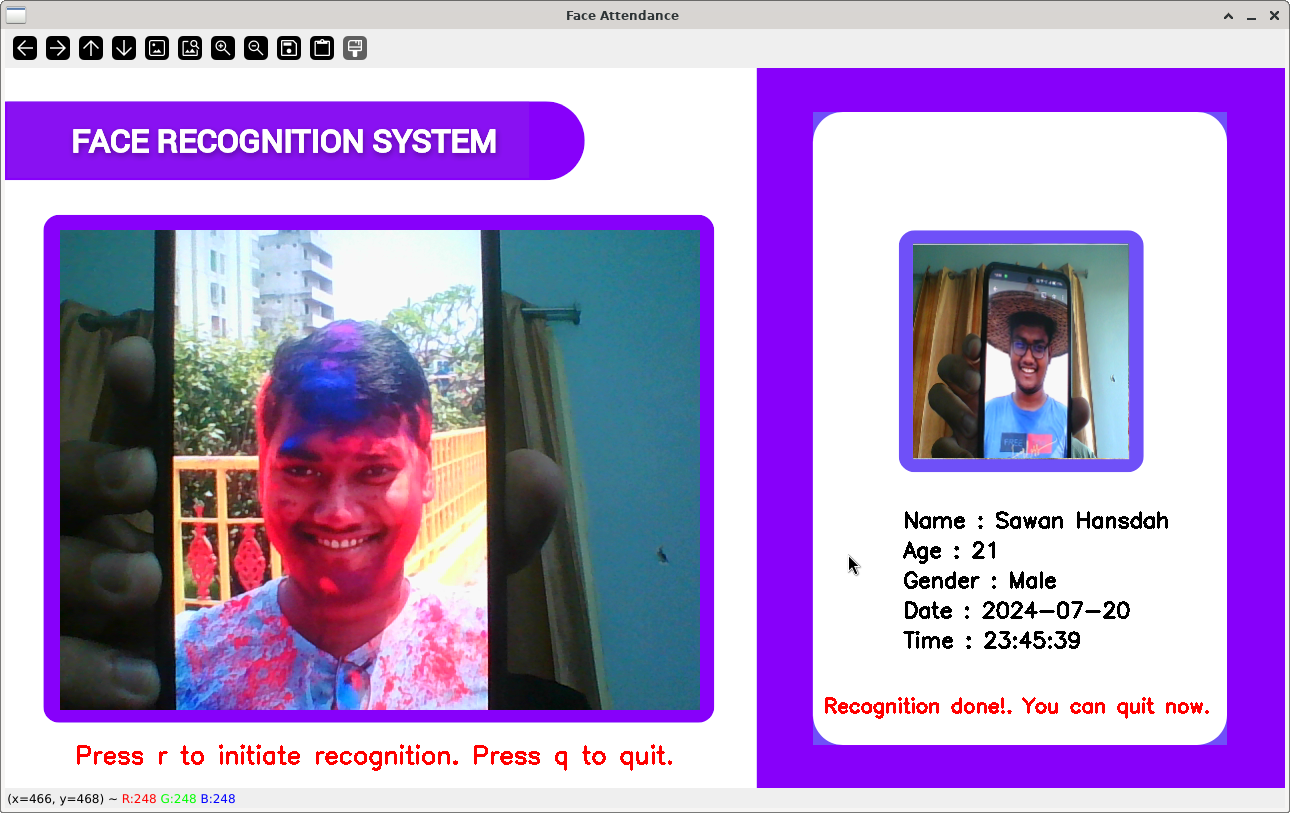 Face Attendance
FACE RECOGNITION SYSTEM
Name : Sawan Hansdah
Age : 21
Gender : Male
Date : 2024-07-20
Time : 23:45:39
Recognition done!. You can quit now.
Press r to initiate recognition. Press q to quit.
(x=466, y=468) ~ R:248 G:248 B:248